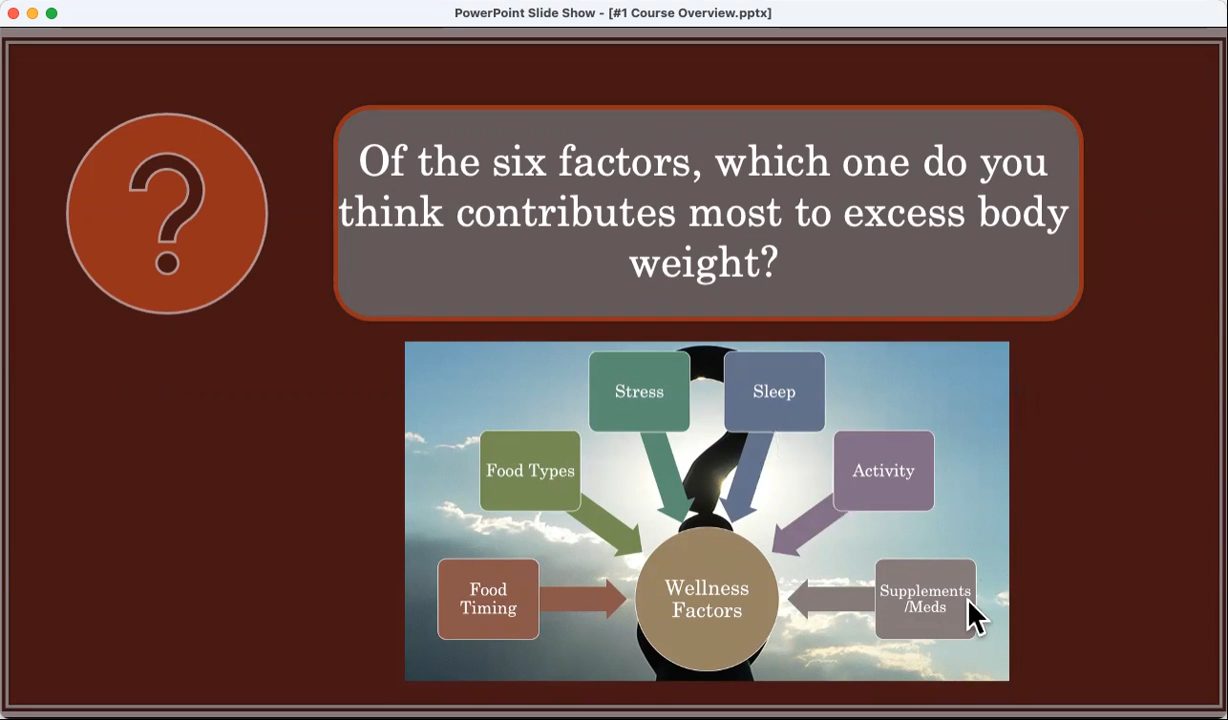 PowerPoint Slide Show - [#1 Course Overview.pptx]
?
Of the six factors, which one do you
think contributes most to excess body
weight?
Stress
Sleep
Food Types
Activity
Food
Timing
Wellness
Factors
Supplements
/Meds